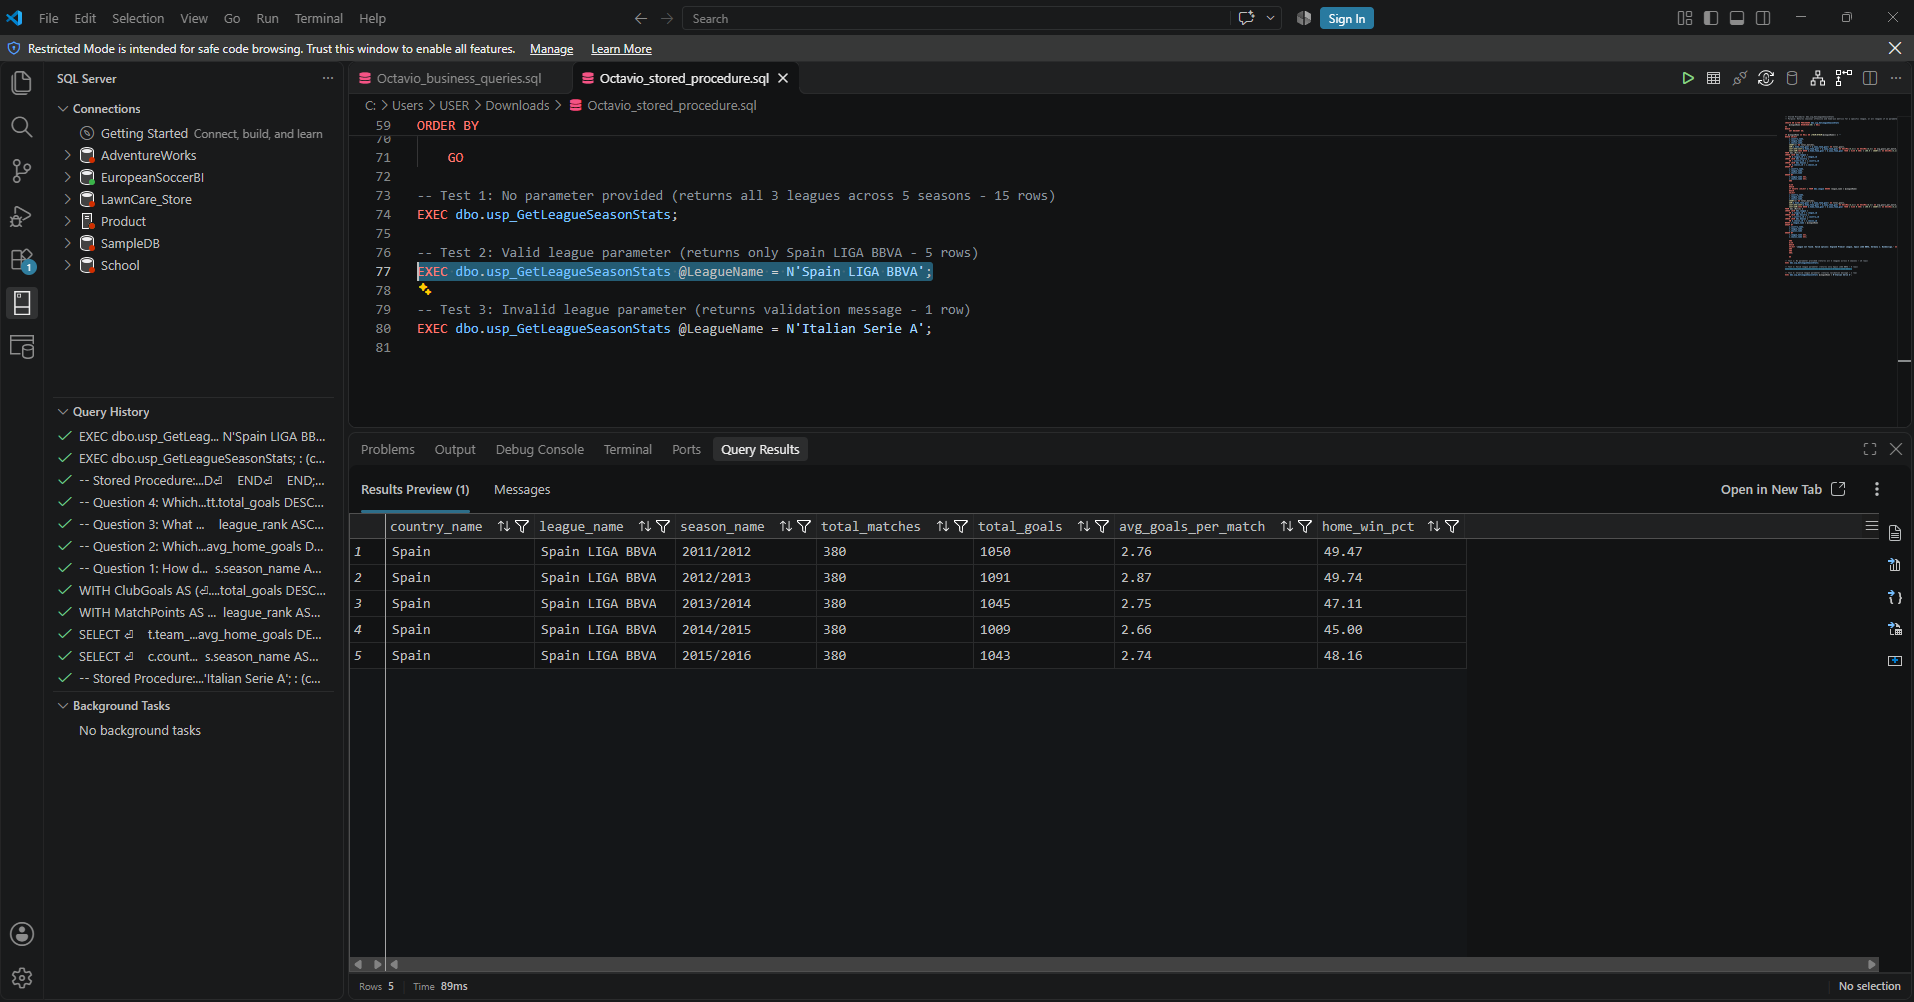 File Edit Selection View Go Run Terminal Help
Search
Sign In
Restricted Mode is intended for safe code browsing. Trust this window to enable all features. Manage Learn More
SQL Server
Connections
Getting Started Connect, build, and learn
AdventureWorks
EuropeanSoccerBI
LawnCare_Store
Product
SampleDB
School
1
Query History
EXEC dbo.usp_GetLeag... N'Spain LIGA BB...
EXEC dbo.usp_GetLeagueSeasonStats; : (c...
-- Stored Procedure:...D⏎ END⏎ END;...
-- Question 4: Which...tt.total_goals DESC...
-- Question 3: What ... league_rank ASC...
-- Question 2: Which...avg_home_goals D...
-- Question 1: How d... s.season_name A...
WITH ClubGoals AS (⏎....total_goals DESC...
WITH MatchPoints AS ... league_rank AS...
SELECT ⏎ t.team_...avg_home_goals DE...
SELECT ⏎ c.count... s.season_name AS...
-- Stored Procedure:...'Italian Serie A'; : (c...
Background Tasks
No background tasks
Octavio_business_queries.sql
Octavio_stored_procedure.sql
C: > Users > USER > Downloads > Octavio_stored_procedure.sql
59 ORDER BY
70
71 GO
72
73 -- Test 1: No parameter provided (returns all 3 leagues across 5 seasons - 15 rows)
74 EXEC dbo.usp_GetLeagueSeasonStats;
75
76 -- Test 2: Valid league parameter (returns only Spain LIGA BBVA - 5 rows)
77 EXEC dbo.usp_GetLeagueSeasonStats @LeagueName = N'Spain LIGA BBVA';
78
79 -- Test 3: Invalid league parameter (returns validation message - 1 row)
80 EXEC dbo.usp_GetLeagueSeasonStats @LeagueName = N'Italian Serie A';
81
Problems Output Debug Console Terminal Ports Query Results
Results Preview (1) Messages
Open in New Tab
country_name league_name season_name total_matches total_goals avg_goals_per_match home_win_pct
1 Spain Spain LIGA BBVA 2011/2012 380 1050 2.76 49.47
2 Spain Spain LIGA BBVA 2012/2013 380 1091 2.87 49.74
3 Spain Spain LIGA BBVA 2013/2014 380 1045 2.75 47.11
4 Spain Spain LIGA BBVA 2014/2015 380 1009 2.66 45.00
5 Spain Spain LIGA BBVA 2015/2016 380 1043 2.74 48.16
Rows 5 Time 89ms
No selection